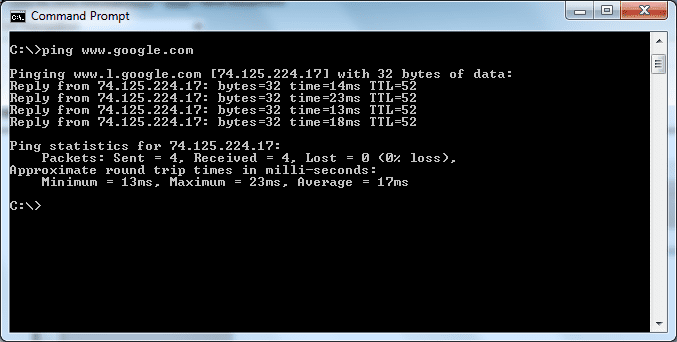 Command Prompt
C:\>ping www.google.com
Pinging www.l.google.com [74.125.224.17] with 32 bytes of data:
Reply from 74.125.224.17: bytes=32 time=14ms TTL=52
Reply from 74.125.224.17: bytes=32 time=23ms TTL=52
Reply from 74.125.224.17: bytes=32 time=13ms TTL=52
Reply from 74.125.224.17: bytes=32 time=18ms TTL=52
Ping statistics for 74.125.224.17:
    Packets: Sent = 4, Received = 4, Lost = 0 (0% loss),
Approximate round trip times in milli-seconds:
    Minimum = 13ms, Maximum = 23ms, Average = 17ms
C:\>